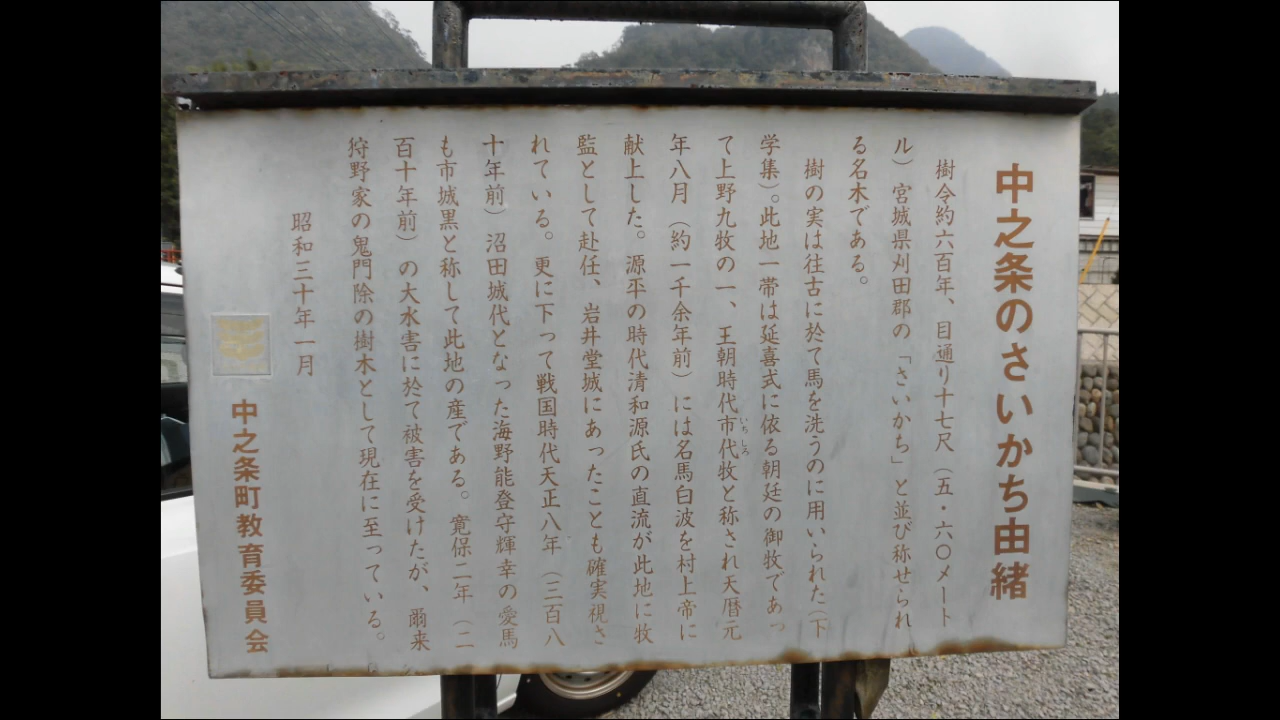 中之条のさいかち由緒
樹令約六百年、目通り十七尺（五・六〇メート
ル）宮城県刈田郡の「さいかち」と並び称せられ
る名木である。
樹の実は往古に於て馬を洗うのに用いられた（下
学集）。此地一帯は延喜式に依る朝廷の御牧であっ
て上野九牧の一、王朝時代市代牧と称され天暦元
いちしろ
年八月（約一千余年前）には名馬白波を村上帝に
献上した。源平の時代清和源氏の直流が此地に牧
監として赴任、岩井堂城にあったことも確実視さ
れている。更に下って戦国時代天正八年（三百八
十年前）沼田城代となった海野能登守輝幸の愛馬
も市城黒と称して此地の産である。寛保二年（二
百十年前）の大水害に於て被害を受けたが、爾来
狩野家の鬼門除の樹木として現在に至っている。
昭和三十年一月
中之条町教育委員会